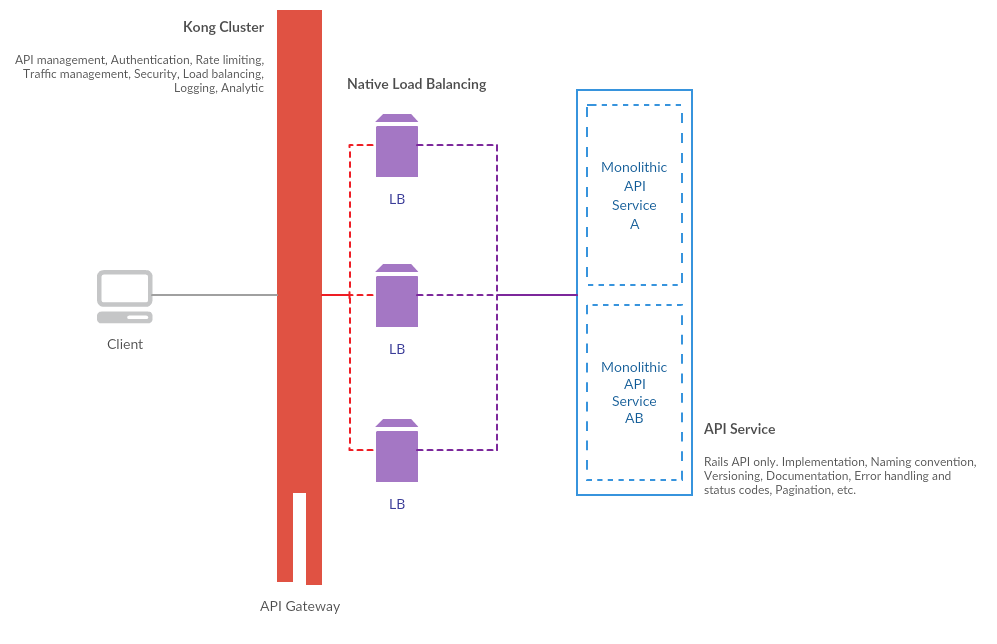 Kong Cluster
API management, Authentication, Rate limiting,
Traffic management, Security, Load balancing,
Logging, Analytic
Native Load Balancing
LB
LB
LB
Client
API Gateway
Monolithic
API
Service
A
Monolithic
API
Service
AB
API Service
Rails API only. Implementation, Naming convention,
Versioning, Documentation, Error handling and
status codes, Pagination, etc.